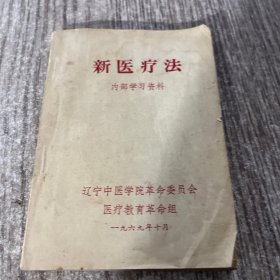 新医疗法
内部学习资料
辽宁中医学院革命委员会
医疗教育革命组
一九六九年十月